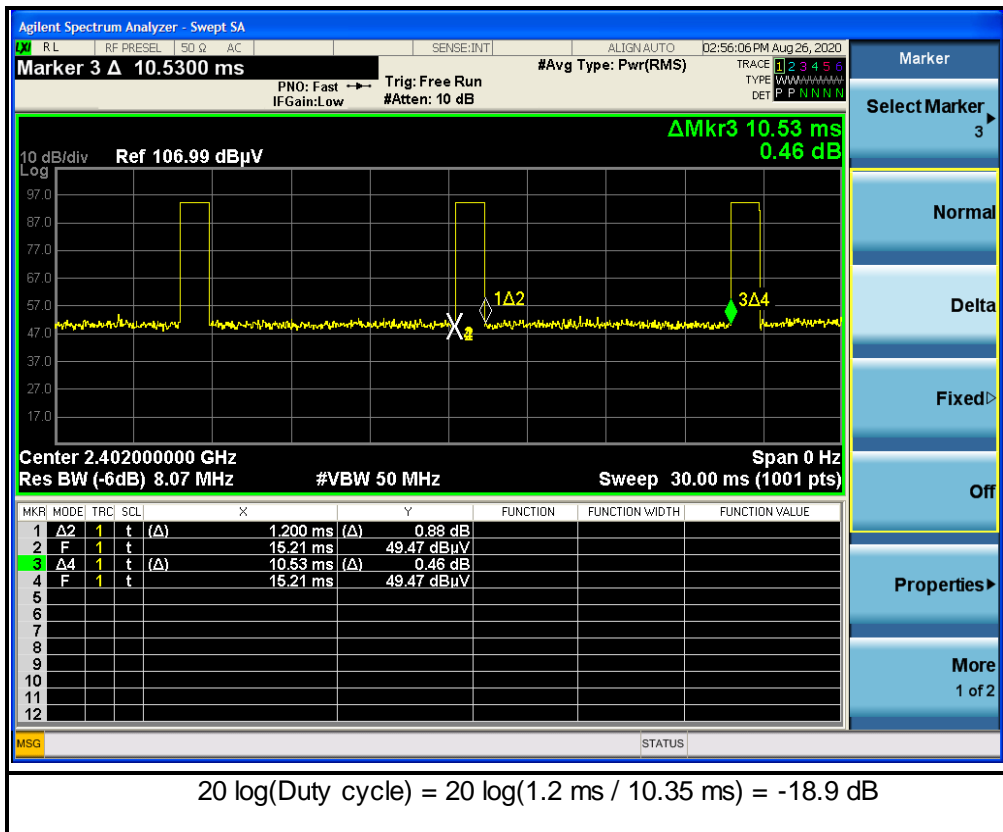 Agilent Spectrum Analyzer - Swept SA
LXI RL RF PRESEL 50 Ω AC SENSE:INT ALIGN AUTO 02:56:06 PM Aug 26, 2020
Marker 3 Δ 10.5300 ms
PNO: Fast
IFGain:Low
Trig: Free Run
#Atten: 10 dB
#Avg Type: Pwr(RMS)
TRACE 1 2 3 4 5 6
TYPE WWWWWW
DET P P N N N N
ΔMkr3 10.53 ms
0.46 dB
10 dB/div Ref 106.99 dBµV
Log
97.0
87.0
77.0
67.0
57.0
47.0
37.0
27.0
17.0
1Δ2
3Δ4
X
Center 2.402000000 GHz
Span 0 Hz
Res BW (-6dB) 8.07 MHz #VBW 50 MHz Sweep 30.00 ms (1001 pts)
MKR MODE TRC SCL X Y FUNCTION FUNCTION WIDTH FUNCTION VALUE
1 Δ2 1 t (Δ) 1.200 ms (Δ) 0.88 dB
2 F 1 t 15.21 ms 49.47 dBµV
3 Δ4 1 t (Δ) 10.53 ms (Δ) 0.46 dB
4 F 1 t 15.21 ms 49.47 dBµV
5
6
7
8
9
10
11
12
MSG
STATUS
Marker
Select Marker
3
Normal
Delta
Fixed
Off
Properties
More
1 of 2
20 log(Duty cycle) = 20 log(1.2 ms / 10.35 ms) = -18.9 dB